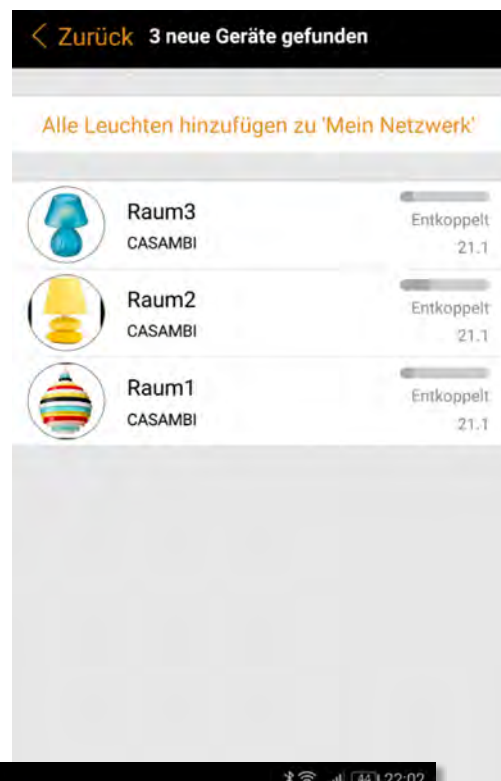 < Zurück 3 neue Geräte gefunden
Alle Leuchten hinzufügen zu 'Mein Netzwerk'
Raum3
Entkoppelt
CASAMBI
21.1
Raum2
Entkoppelt
CASAMBI
21.1
Raum1
Entkoppelt
CASAMBI
21.1
44 22:02